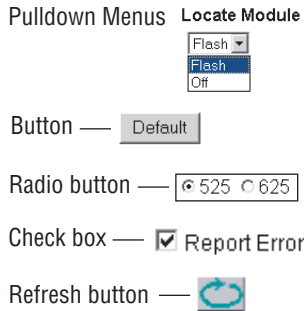 Pulldown Menus Locate Module
Flash
Flash
Off
Button Default
Radio button 525 625
Check box Report Error
Refresh button